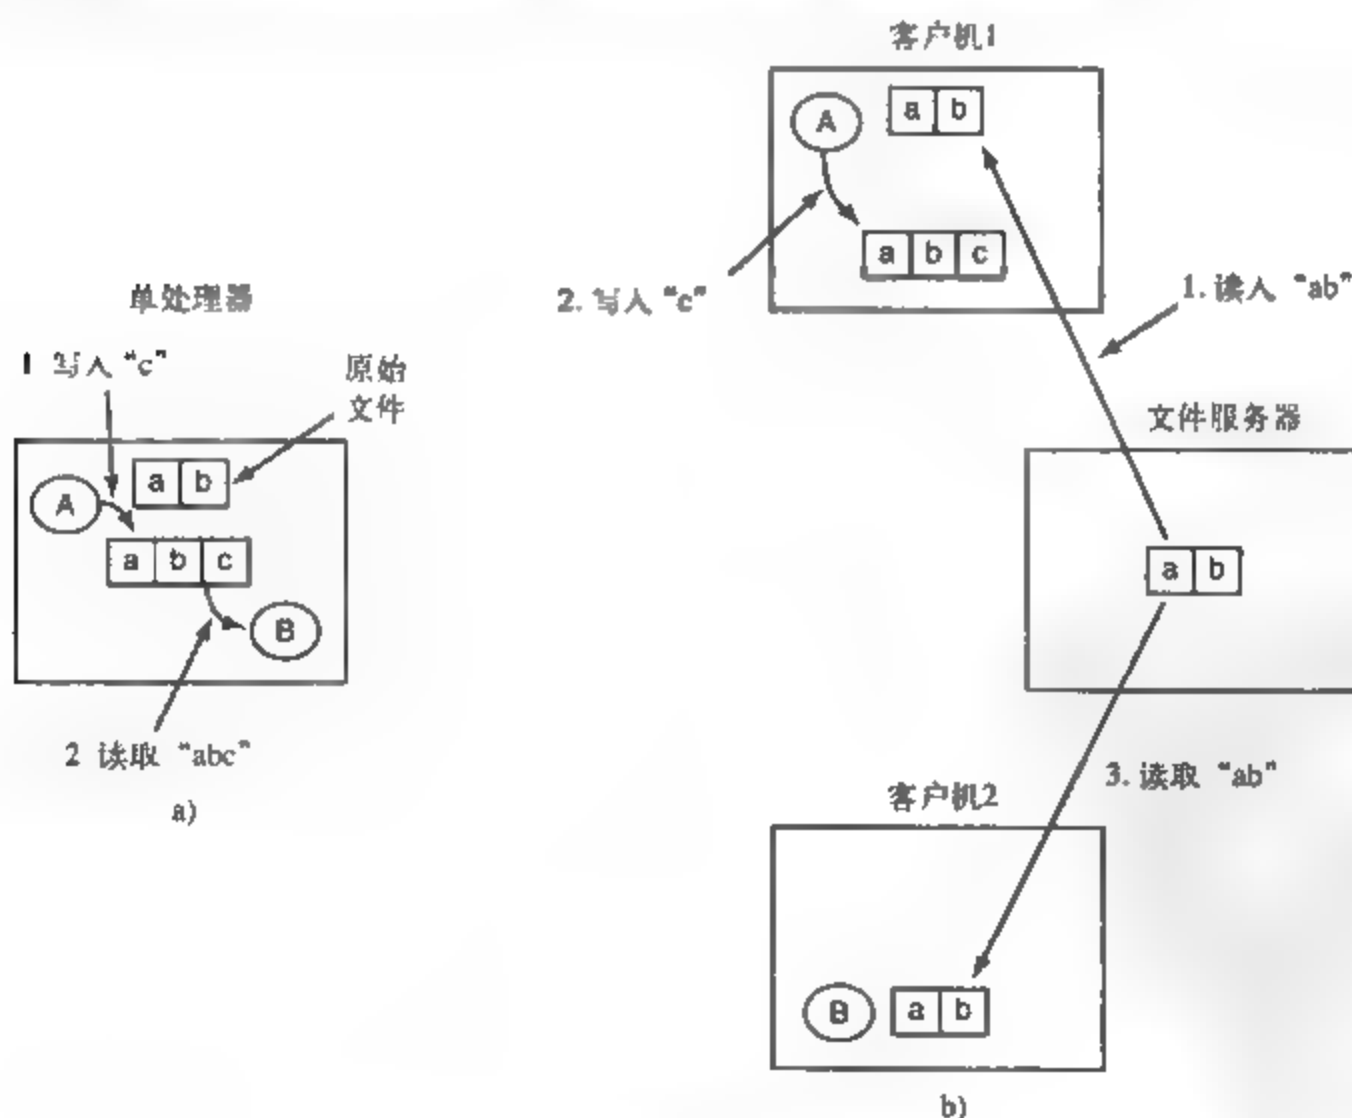 单处理器
1 写入 “c”
原始
文件
A
a b
a b c
B
2 读取 “abc”
a)
客户机1
A
a b
a b c
2. 写入 “c”
1. 读入 “ab”
文件服务器
a b
3. 读取 “ab”
客户机2
B
a b
b)